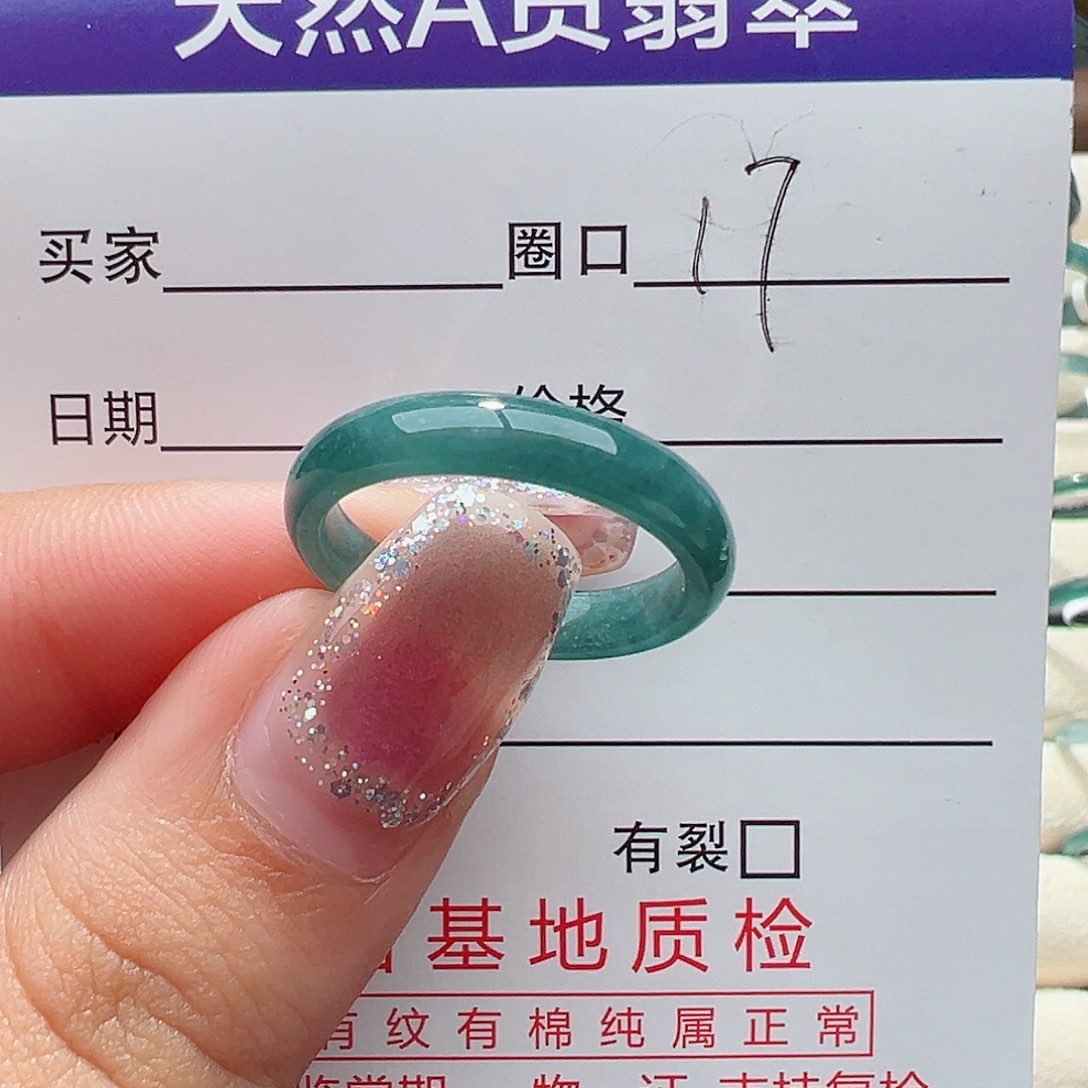 天然A货翡翠
买家 圈口 17
日期 价格
有裂
基地质检
有纹有棉纯属正常